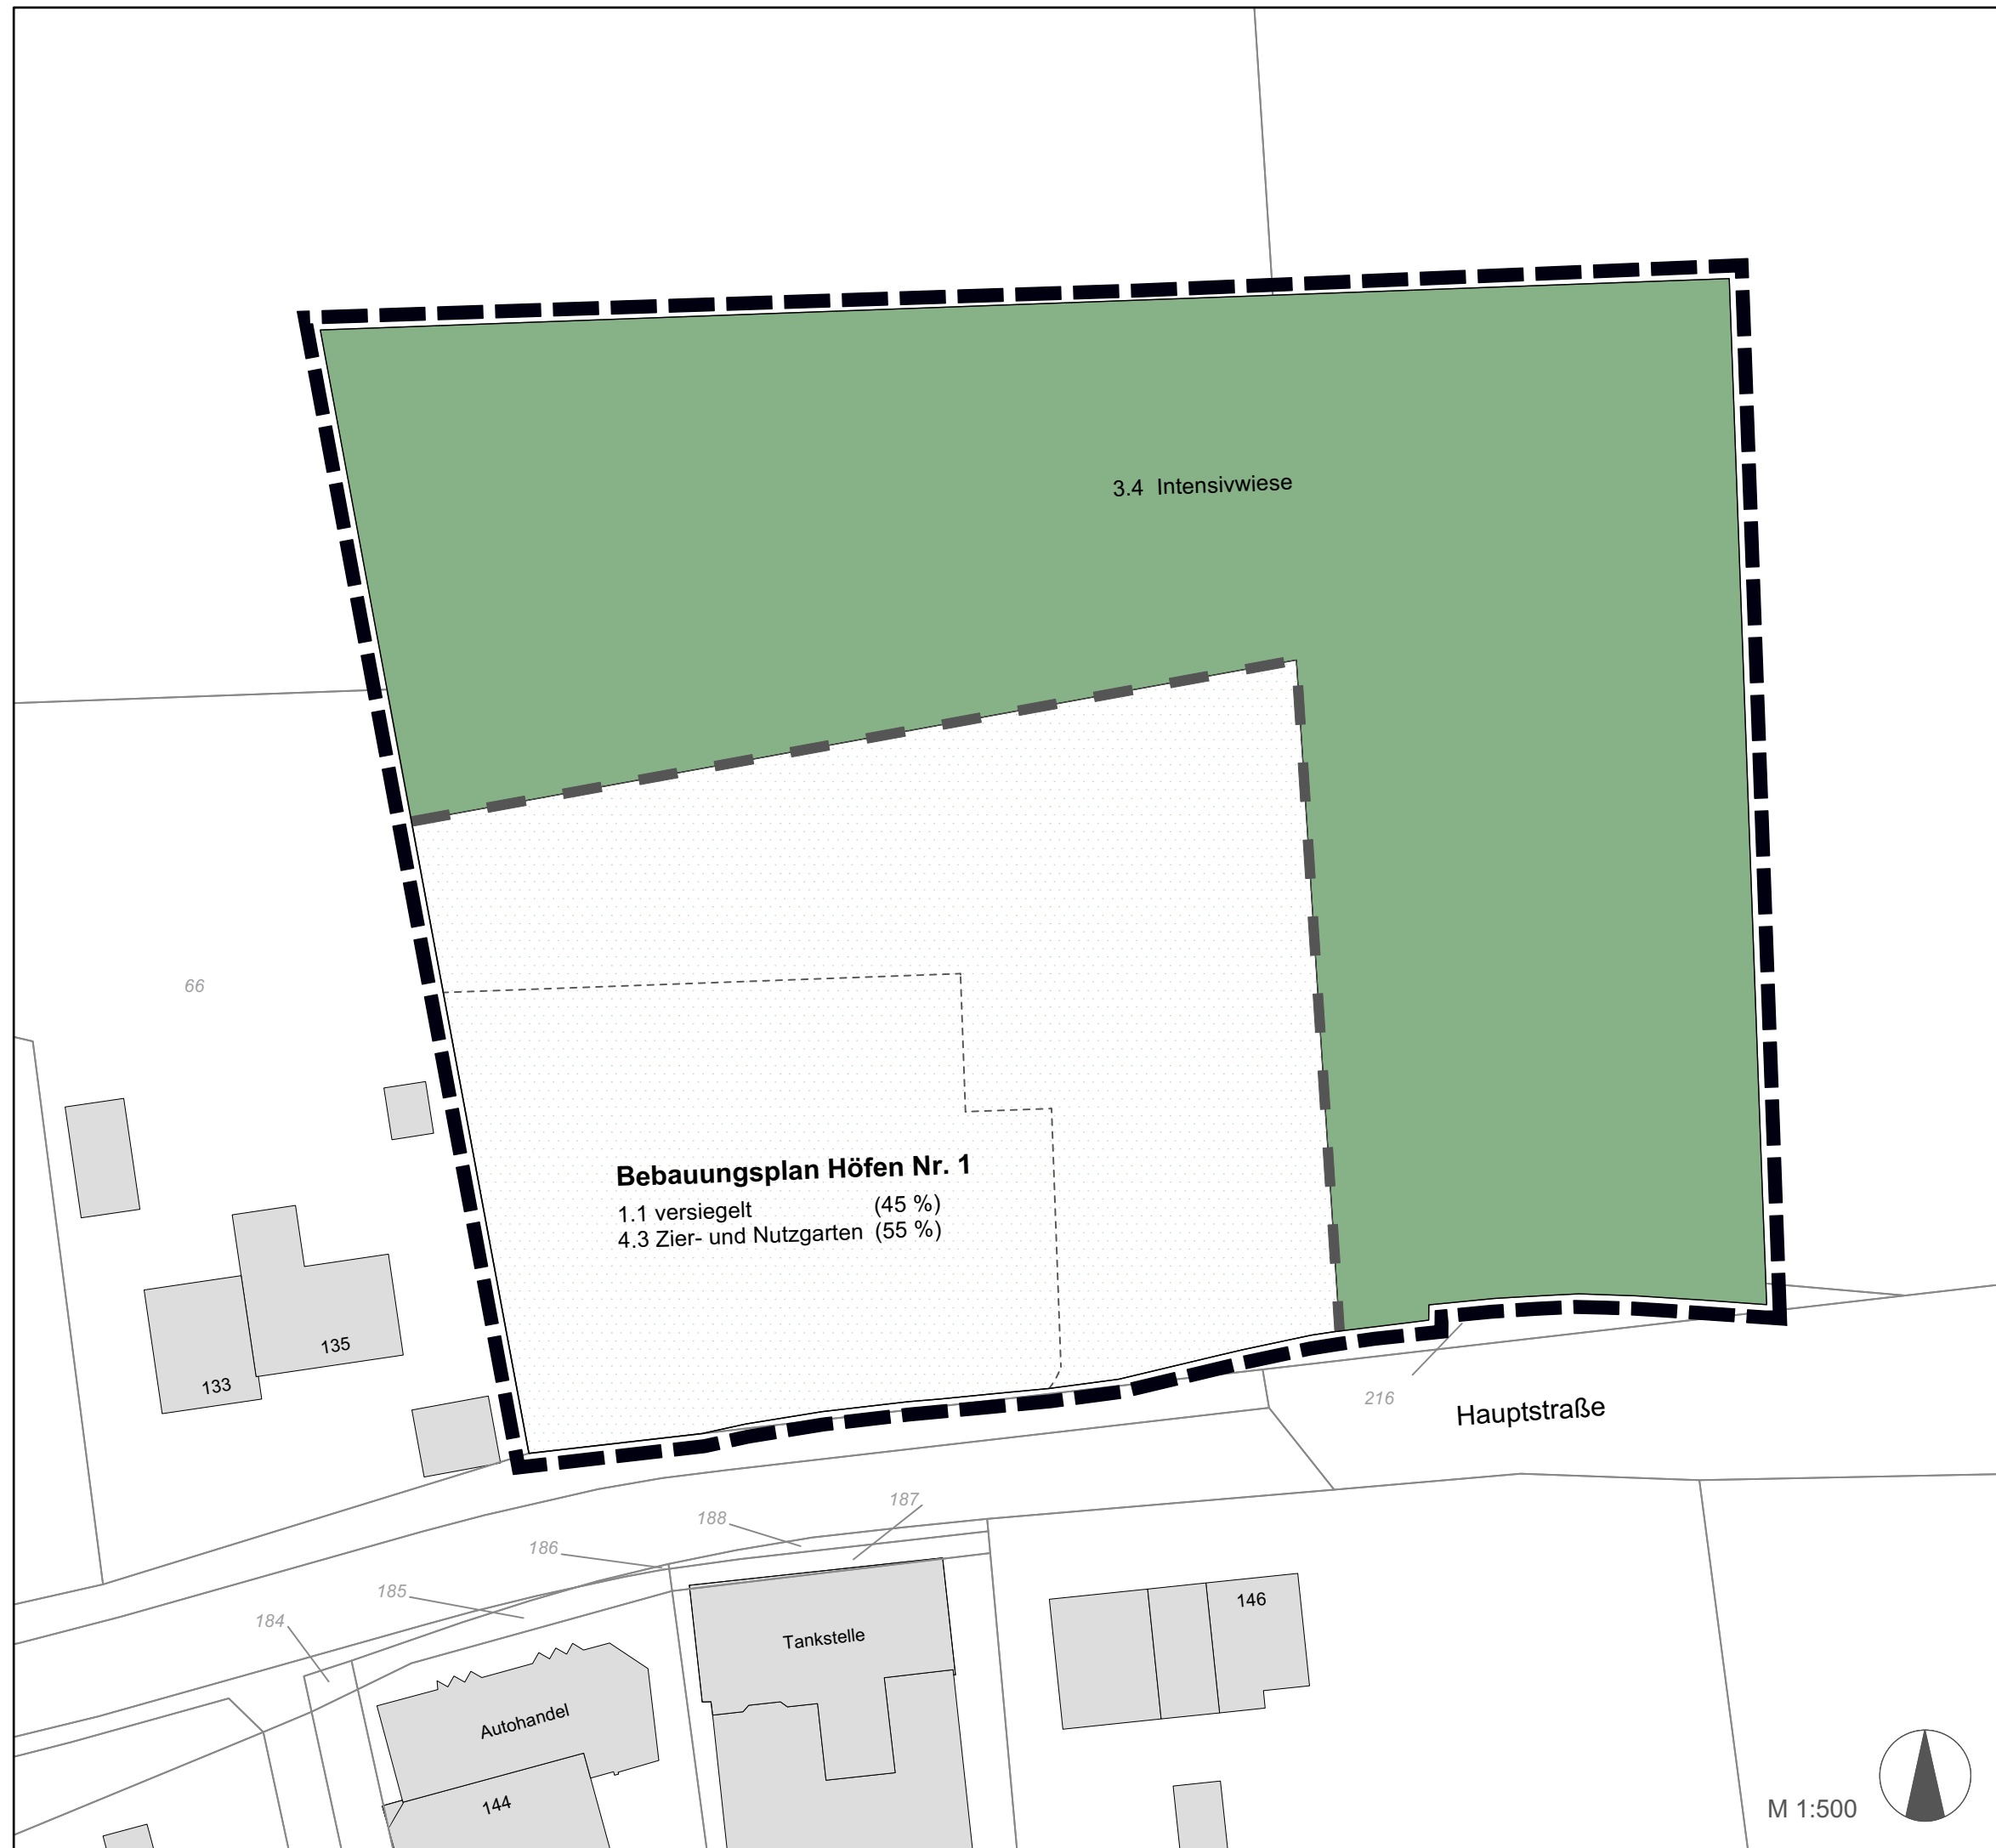 3.4 Intensivwiese
66
Bebauungsplan Höfen Nr. 1
1.1 versiegelt (45 %)
4.3 Zier- und Nutzgarten (55 %)
135
133
216
Hauptstraße
187
188
186
185
184
146
Tankstelle
Autohandel
144
M 1:500